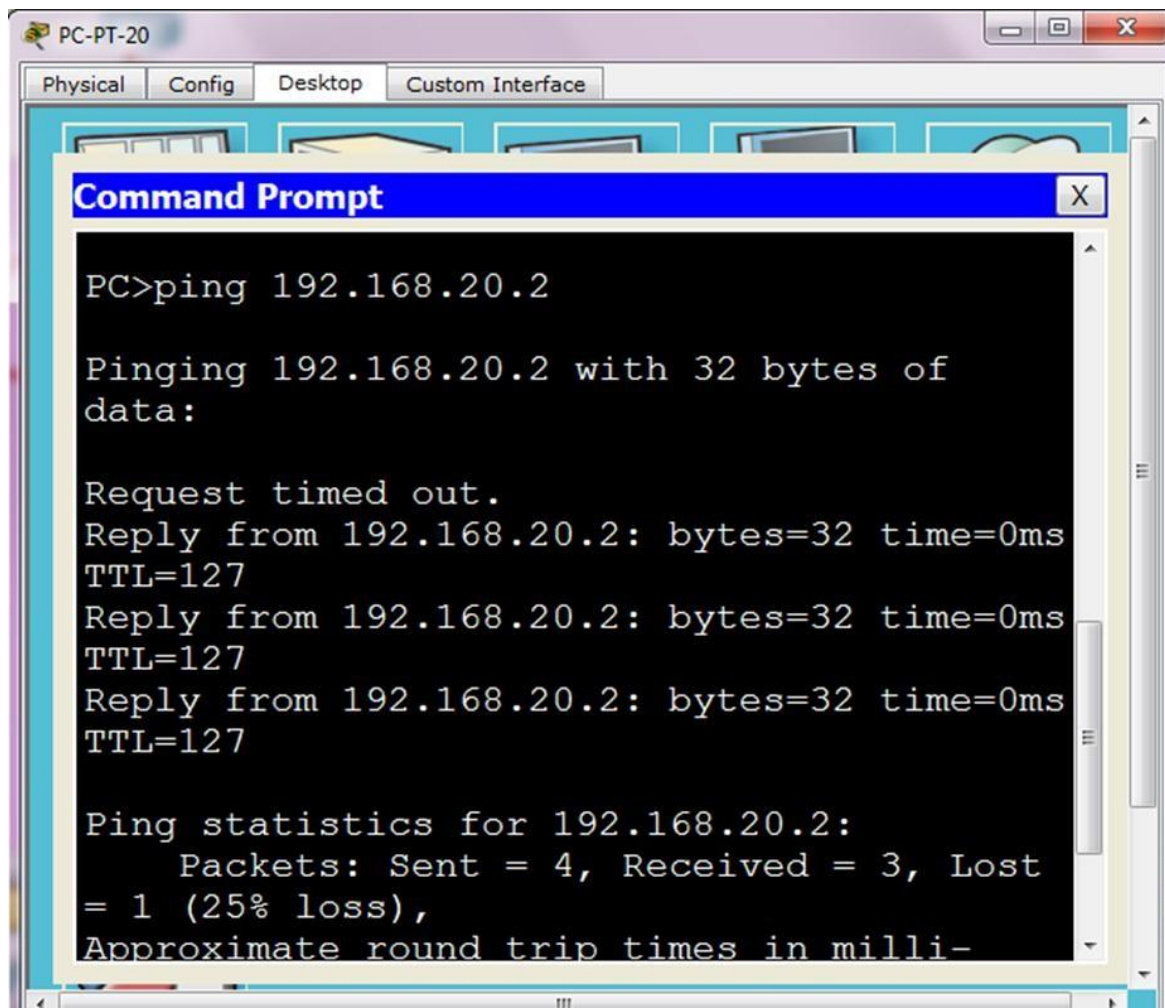 PC-PT-20
Physical Config Desktop Custom Interface
Command Prompt X
PC>ping 192.168.20.2
Pinging 192.168.20.2 with 32 bytes of
data:
Request timed out.
Reply from 192.168.20.2: bytes=32 time=0ms
TTL=127
Reply from 192.168.20.2: bytes=32 time=0ms
TTL=127
Reply from 192.168.20.2: bytes=32 time=0ms
TTL=127
Ping statistics for 192.168.20.2:
Packets: Sent = 4, Received = 3, Lost
= 1 (25% loss),
Approximate round trip times in milli-